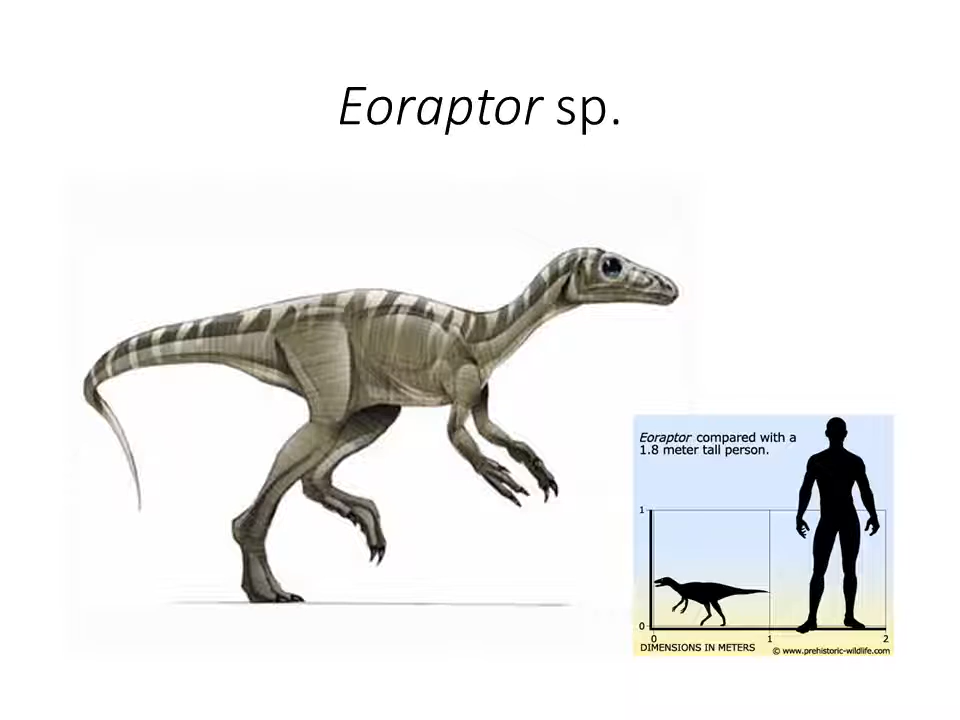 Eoraptor sp.
Eoraptor compared with a
1.8 meter tall person.
1
0
0 1 2
DIMENSIONS IN METERS
© www.prehistoric-wildlife.com